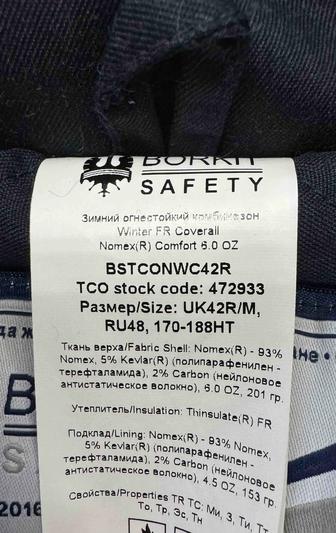 BORKIT
SAFETY
Зимний огнестойкий комбинезон
Winter FR Coverall
Nomex(R) Comfort 6.0 OZ
BSTCONWC42R
TCO stock code: 472933
Размер/Size: UK42R/M,
RU48, 170-188HT
Ткань верха/Fabric Shell: Nomex(R) - 93%
Nomex, 5% Kevlar(R) (полипарафенилен -
терефталамида), 2% Carbon (нейлоновое
антистатическое волокно), 6.0 OZ, 201 гр.
Утеплитель/Insulation: Thinsulate(R) FR
Подклад/Lining: Nomex(R) - 93% Nomex,
5% Kevlar(R) (полипарафенилен -
терефталамида), 2% Carbon (нейлоновое
антистатическое волокно), 4.5 OZ, 153 гр.
Свойства/Properties TR TC: Ми, З, Ти, Тт
То, Тр, Эс, Тн
2016